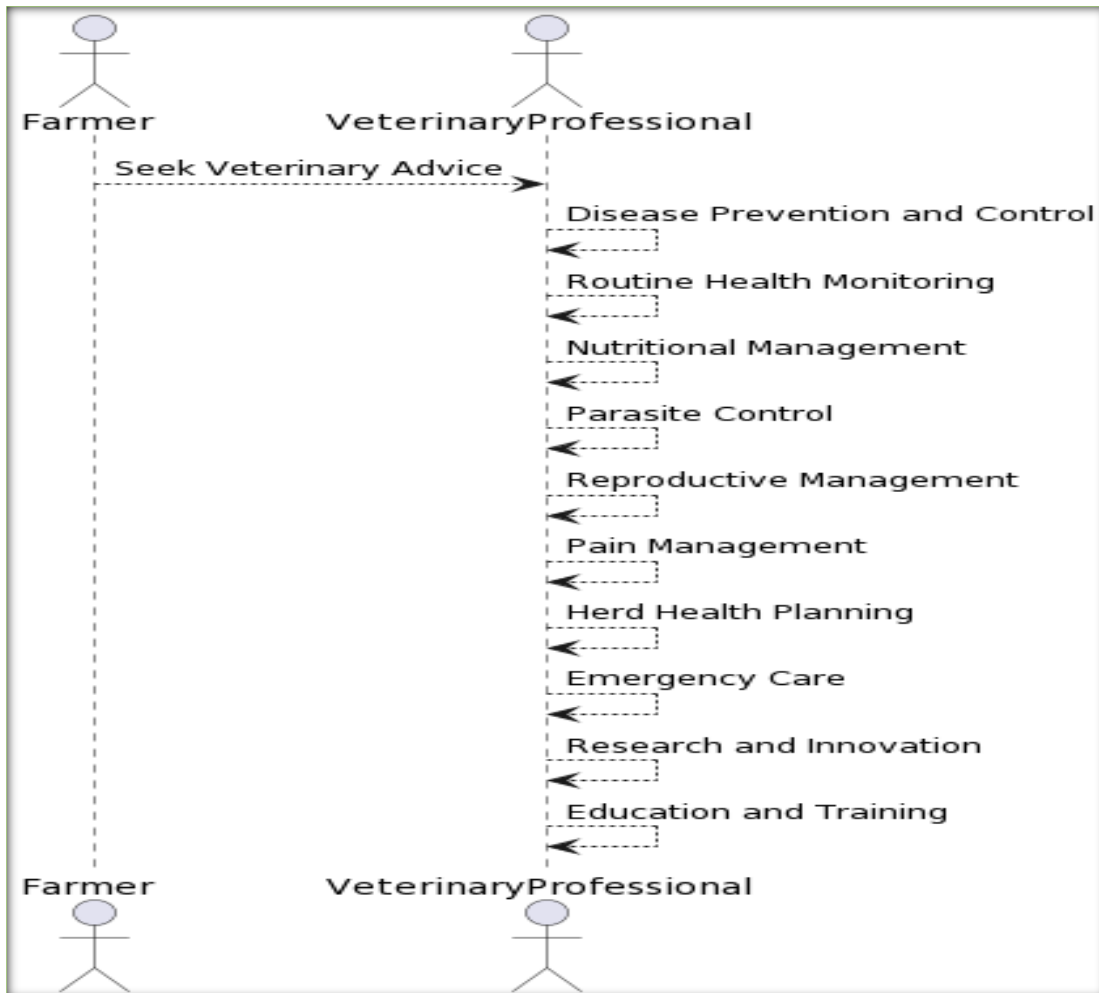 Farmer
VeterinaryProfessional
Seek Veterinary Advice
Disease Prevention and Control
Routine Health Monitoring
Nutritional Management
Parasite Control
Reproductive Management
Pain Management
Herd Health Planning
Emergency Care
Research and Innovation
Education and Training
Farmer
VeterinaryProfessional